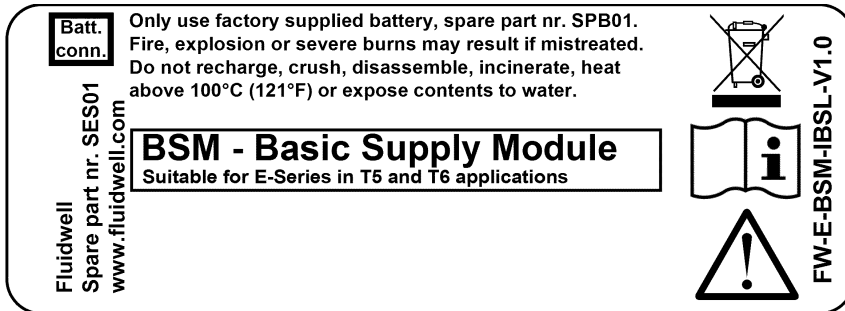 Batt.
conn.
Only use factory supplied battery, spare part nr. SPB01.
Fire, explosion or severe burns may result if mistreated.
Do not recharge, crush, disassemble, incinerate, heat
above 100°C (121°F) or expose contents to water.
BSM - Basic Supply Module
Suitable for E-Series in T5 and T6 applications
Fluidwell
Spare part nr. SES01
www.fluidwell.com
i
!
FW-E-BSM-IBSL-V1.0